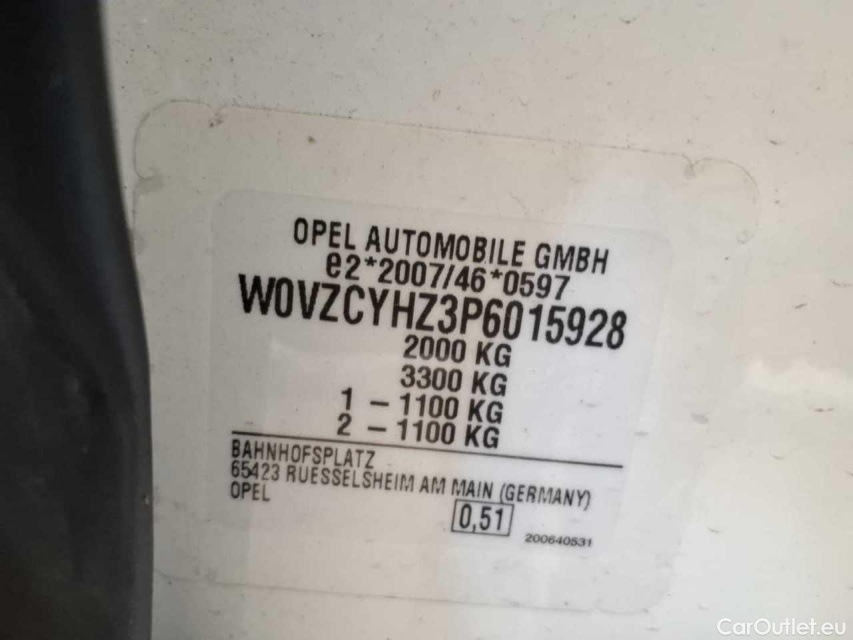 OPEL AUTOMOBILE GMBH
e2*2007/46*0597
W0VZCYHZ3P6015928
2000 KG
3300 KG
1 - 1100 KG
2 - 1100 KG
BAHNHOFSPLATZ
65423 RUESSELSHEIM AM MAIN (GERMANY)
OPEL
0,51
200640531
CarOutlet.eu